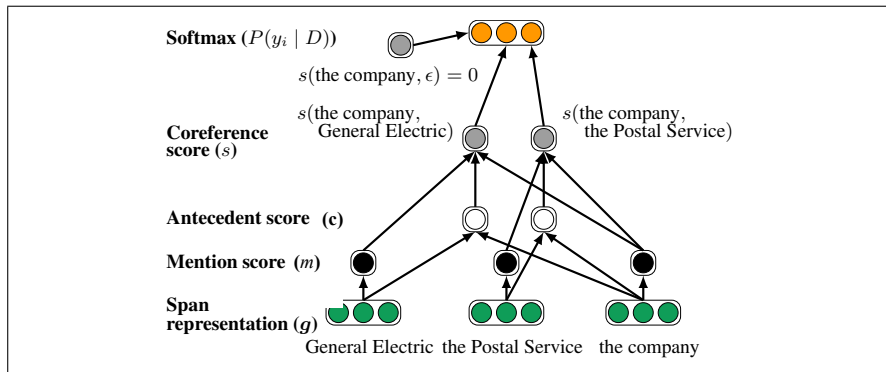 Softmax (P(y_i | D))
s(the company, ϵ) = 0
s(the company,
General Electric)
s(the company,
the Postal Service)
Coreference
score (s)
Antecedent score (c)
Mention score (m)
Span
representation (g)
General Electric the Postal Service the company